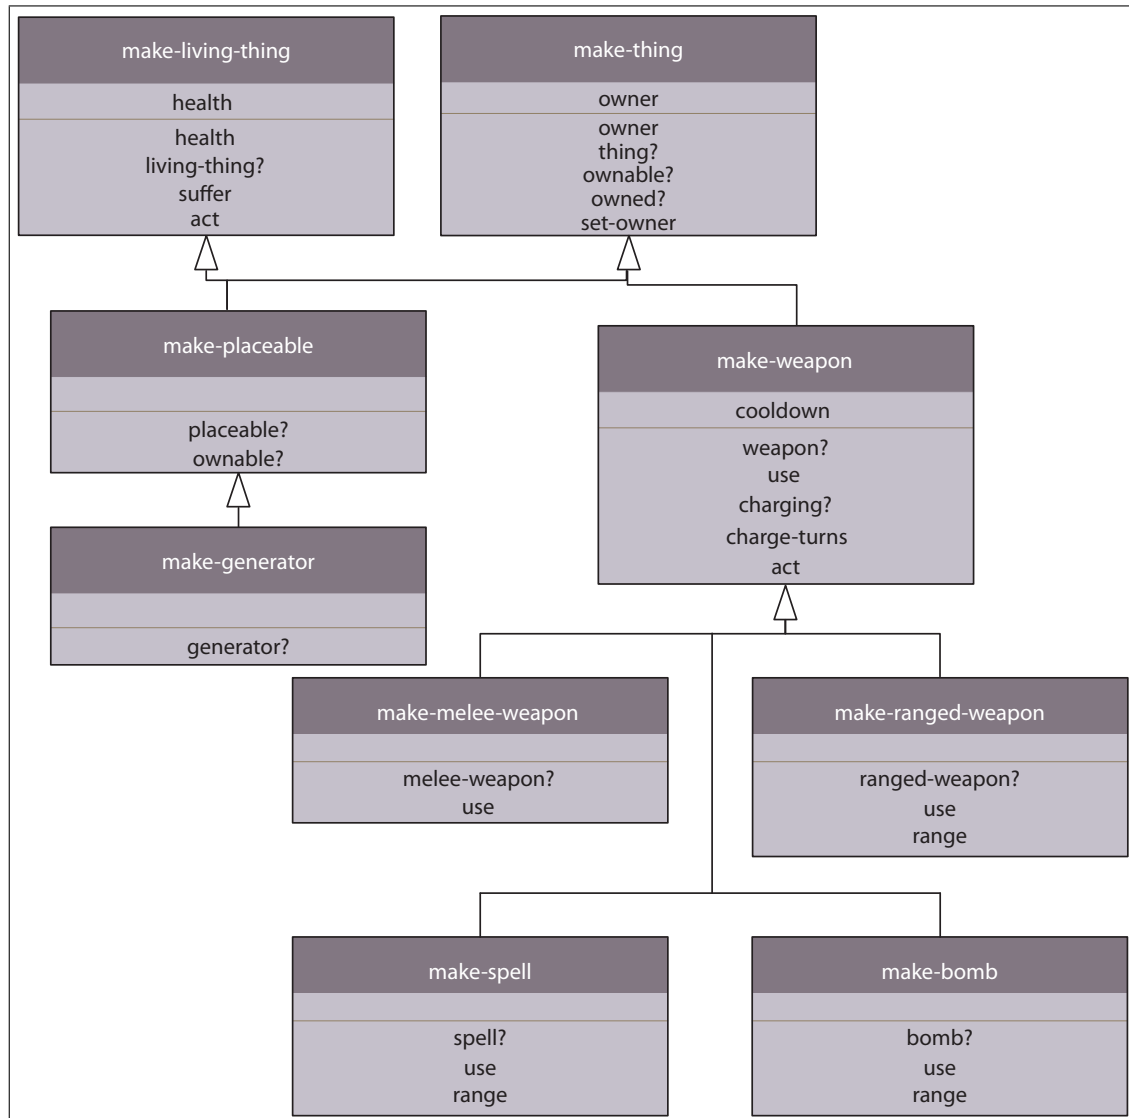 make-living-thing
health
health
living-thing?
suffer
act
make-thing
owner
owner
thing?
ownable?
owned?
set-owner
make-placeable
placeable?
ownable?
make-weapon
cooldown
weapon?
use
charging?
charge-turns
act
make-generator
generator?
make-melee-weapon
melee-weapon?
use
make-ranged-weapon
ranged-weapon?
use
range
make-spell
spell?
use
range
make-bomb
bomb?
use
range